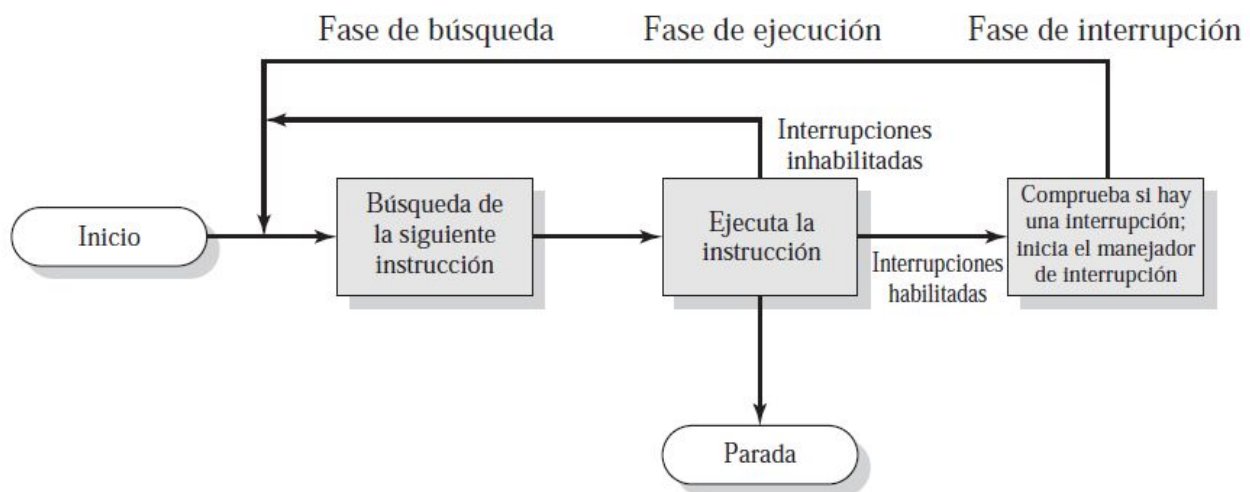 Fase de búsqueda
Fase de ejecución
Fase de interrupción
Interrupciones
inhabilitadas
Inicio
Búsqueda de
la siguiente
instrucción
Ejecuta la
instrucción
Interrupciones
habilitadas
Comprueba si hay
una interrupción;
inicia el manejador
de interrupción
Parada